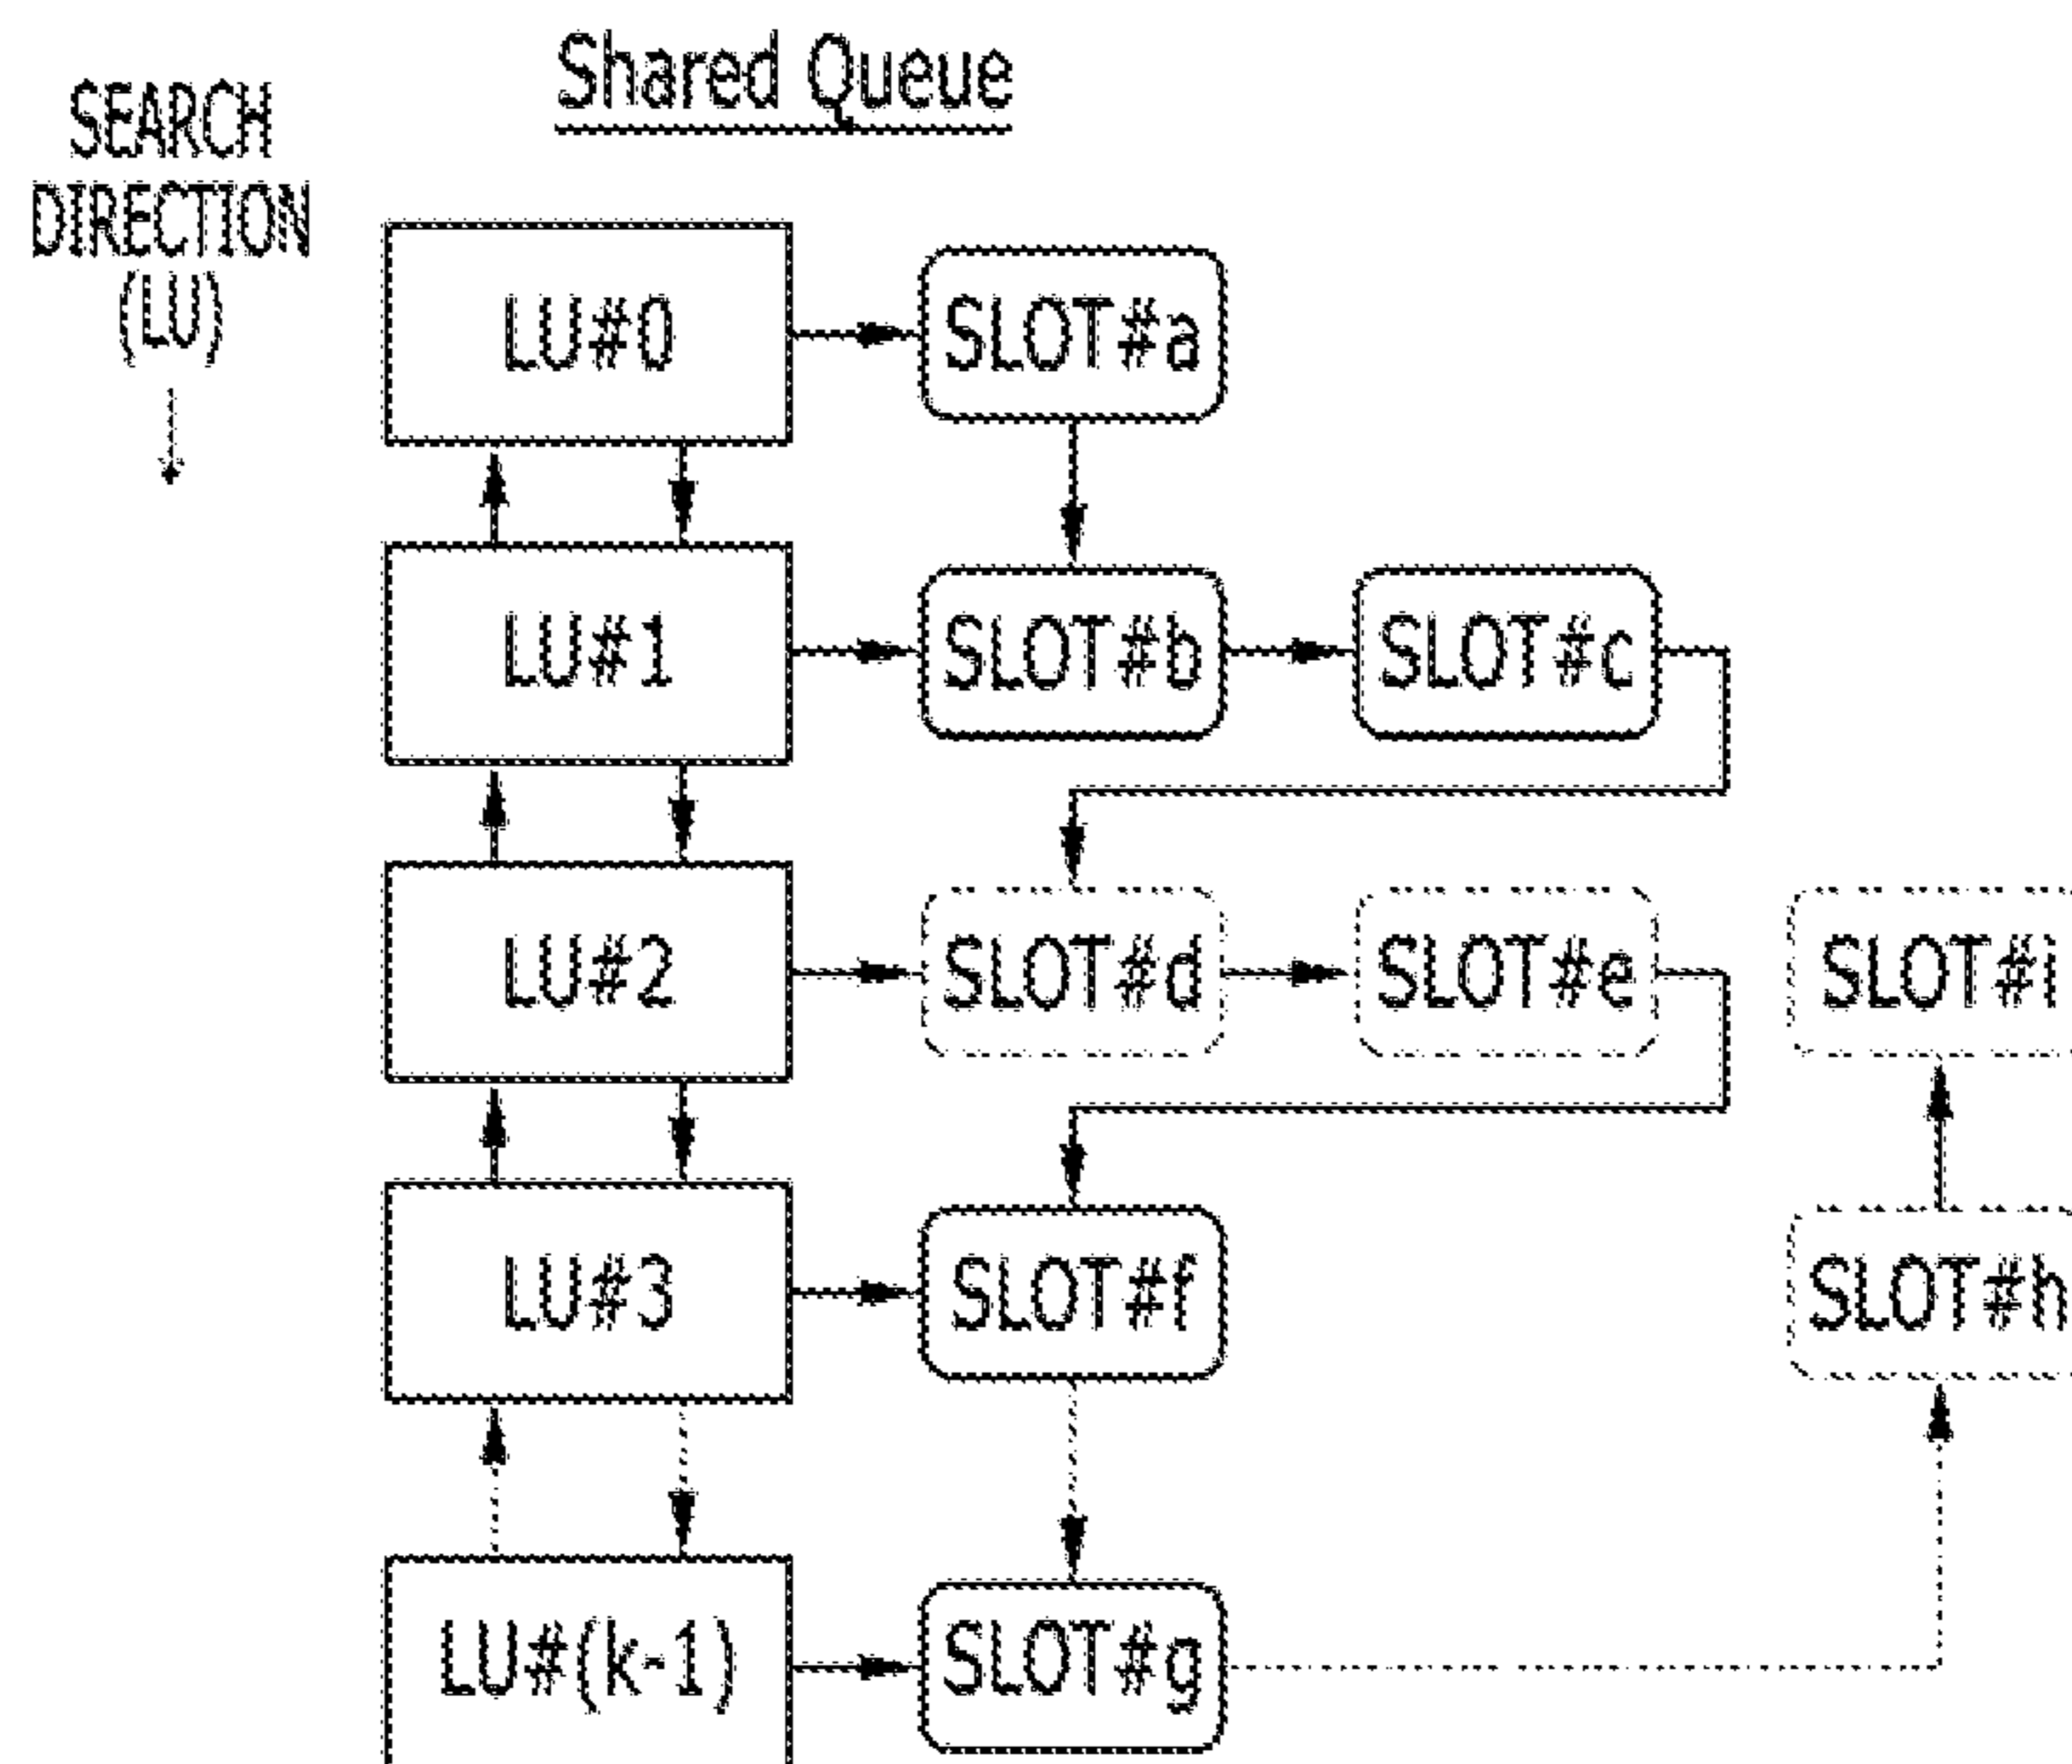 Shared Queue
SEARCH
DIRECTION
(LU)
LU#0
SLOT#a
LU#1
SLOT#b
SLOT#c
LU#2
SLOT#d
SLOT#e
SLOT#i
LU#3
SLOT#f
SLOT#h
LU#(k-1)
SLOT#g